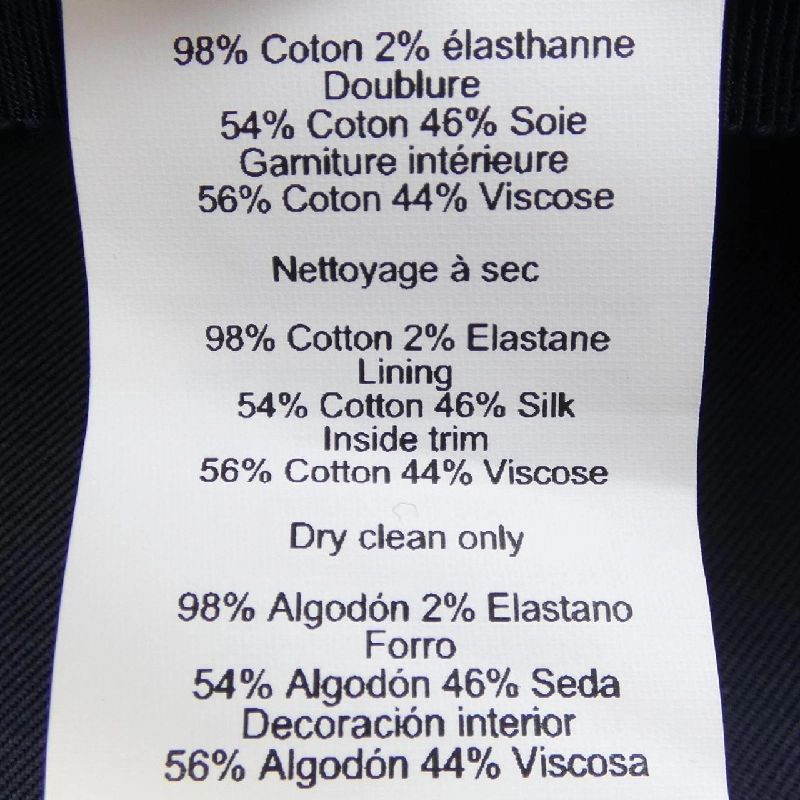 98% Coton 2% élasthanne
Doublure
54% Coton 46% Soie
Garniture intérieure
56% Coton 44% Viscose
Nettoyage à sec
98% Cotton 2% Elastane
Lining
54% Cotton 46% Silk
Inside trim
56% Cotton 44% Viscose
Dry clean only
98% Algodón 2% Elastano
Forro
54% Algodón 46% Seda
Decoración interior
56% Algodón 44% Viscosa